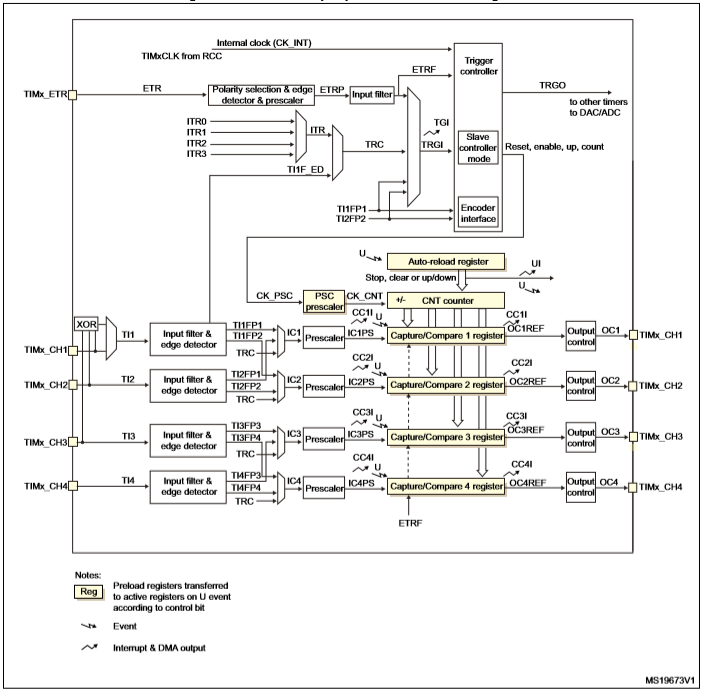 Internal clock (CK_INT)
TIMxCLK from RCC
Trigger
controller
ETRF
TRGO
to other timers
to DAC/ADC
TIMx_ETR
ETR
Polarity selection & edge
detector & prescaler
ETRP
Input filter
ITR0
ITR1
ITR2
ITR3
ITR
TRC
TGI
TRGI
Slave
controller
mode
Reset, enable, up, count
TI1F_ED
TI1FP1
TI2FP2
Encoder
interface
U
Auto-reload register
UI
Stop, clear or up/down
U
CK_PSC
PSC
prescaler
CK_CNT
+/-
CNT counter
XOR
TI1
TIMx_CH1
Input filter &
edge detector
TI1FP1
TI1FP2
TRC
IC1
Prescaler
IC1PS
CC1I
U
Capture/Compare 1 register
CC1I
OC1REF
Output
control
OC1
TIMx_CH1
TIMx_CH2
TI2
Input filter &
edge detector
TI2FP1
TI2FP2
TRC
IC2
Prescaler
IC2PS
CC2I
U
Capture/Compare 2 register
CC2I
OC2REF
Output
control
OC2
TIMx_CH2
TIMx_CH3
TI3
Input filter &
edge detector
TI3FP3
TI3FP4
TRC
IC3
Prescaler
IC3PS
CC3I
U
Capture/Compare 3 register
CC3I
OC3REF
Output
control
OC3
TIMx_CH3
TIMx_CH4
TI4
Input filter &
edge detector
TI4FP3
TI4FP4
TRC
IC4
Prescaler
IC4PS
CC4I
U
Capture/Compare 4 register
CC4I
OC4REF
Output
control
OC4
TIMx_CH4
ETRF
Notes:
Reg
Preload registers transferred
to active registers on U event
according to control bit
Event
Interrupt & DMA output
MS19673V1